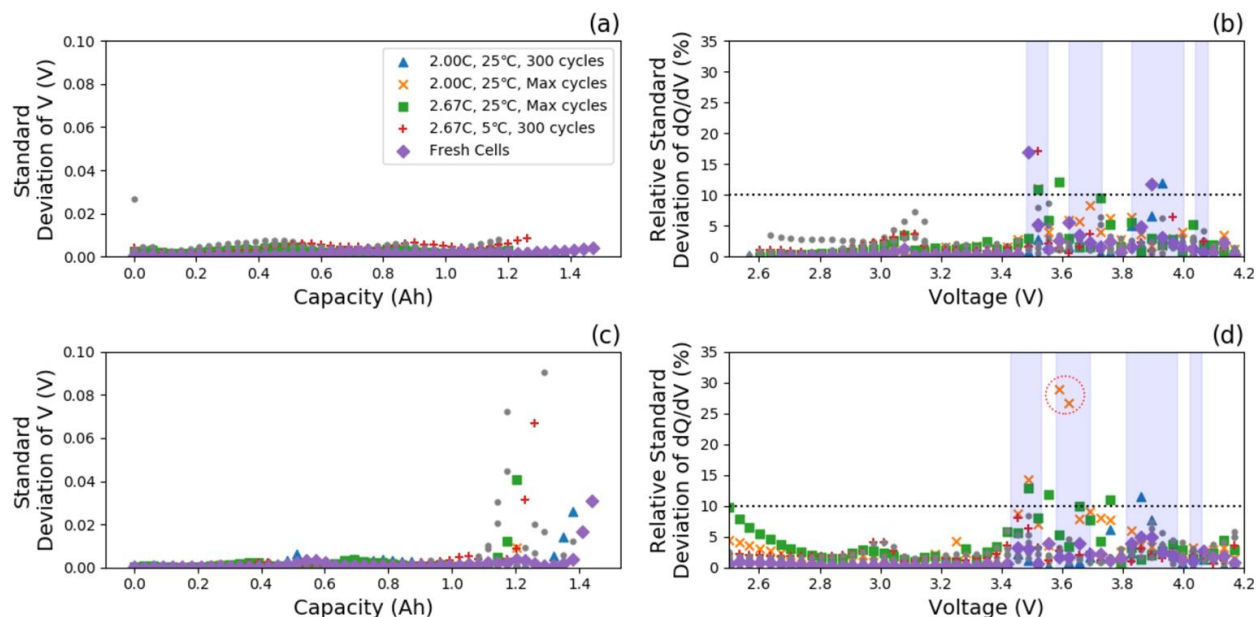 (a)
0.10
0.08
0.06
0.04
0.02
0.00
Standard
Deviation of V (V)
2.00C, 25℃, 300 cycles
2.00C, 25℃, Max cycles
2.67C, 25℃, Max cycles
2.67C, 5℃, 300 cycles
Fresh Cells
0.0 0.2 0.4 0.6 0.8 1.0 1.2 1.4
Capacity (Ah)
(b)
35
30
25
20
15
10
5
0
Relative Standard
Deviation of dQ/dV (%)
2.6 2.8 3.0 3.2 3.4 3.6 3.8 4.0 4.2
Voltage (V)
(c)
0.10
0.08
0.06
0.04
0.02
0.00
Standard
Deviation of V (V)
0.0 0.2 0.4 0.6 0.8 1.0 1.2 1.4
Capacity (Ah)
(d)
35
30
25
20
15
10
5
0
Relative Standard
Deviation of dQ/dV (%)
2.6 2.8 3.0 3.2 3.4 3.6 3.8 4.0 4.2
Voltage (V)